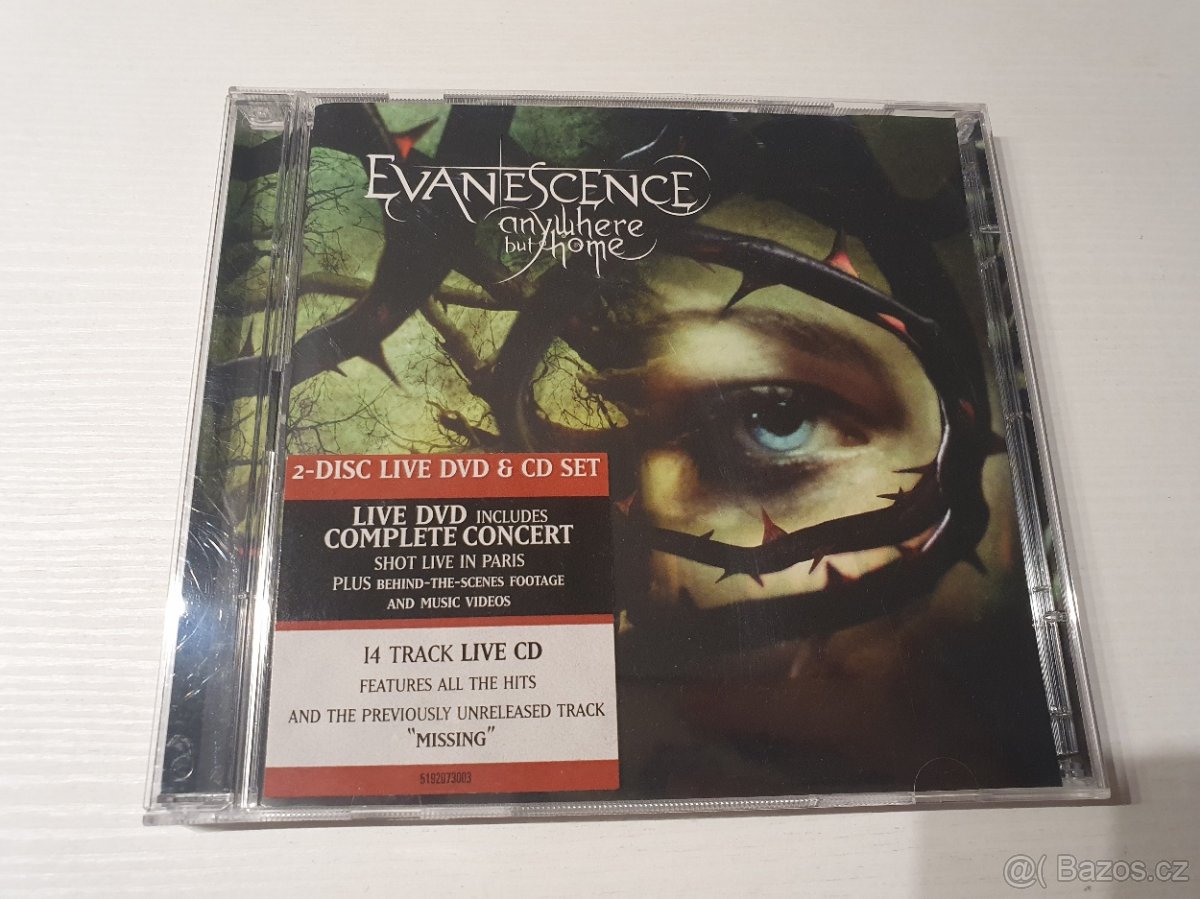 EVANESCENCE
anywhere
but home
2-DISC LIVE DVD & CD SET
LIVE DVD INCLUDES
COMPLETE CONCERT
SHOT LIVE IN PARIS
PLUS BEHIND-THE-SCENES FOOTAGE
AND MUSIC VIDEOS
14 TRACK LIVE CD
FEATURES ALL THE HITS
AND THE PREVIOUSLY UNRELEASED TRACK
"MISSING"
5192973003
@( Bazos.cz